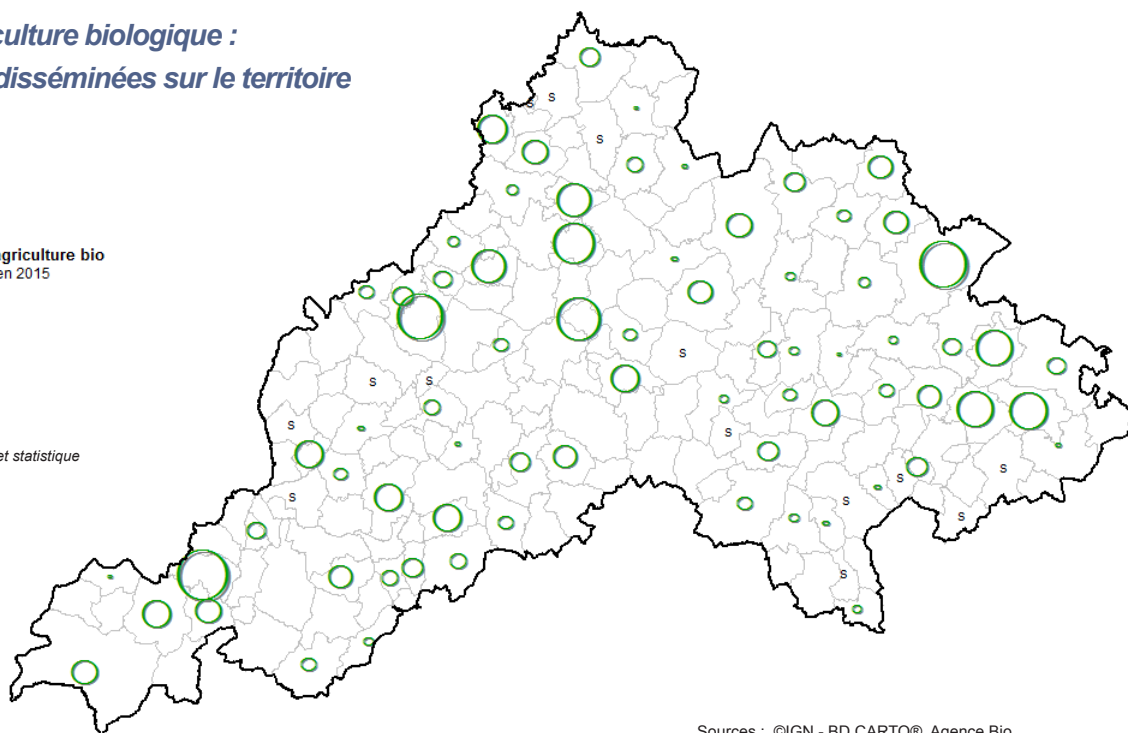 culture biologique :
disséminées sur le territoire
agriculture bio
en 2015
et statistique
s
s
s
s
s
s
s
s
s
s
s
s
s
s
Sources : ©IGN - BD CARTO®, Agence Bio